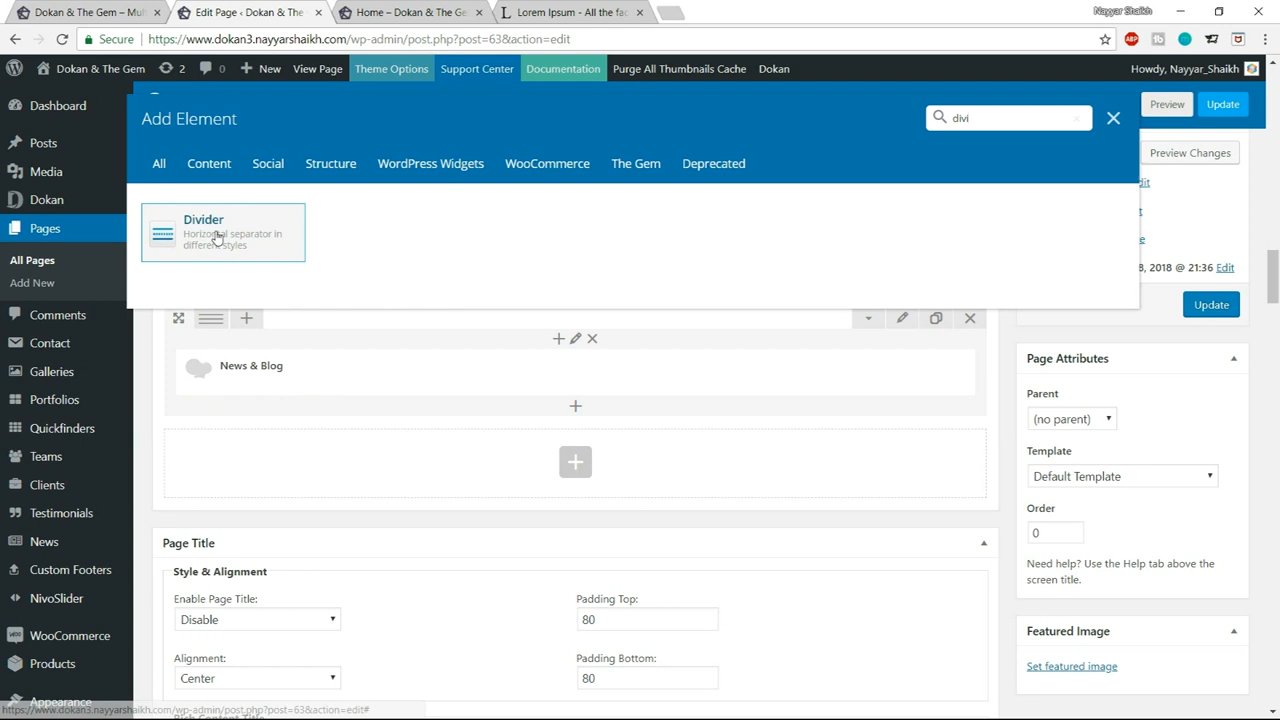 Dokan & The Gem – Mul
Edit Page ‹ Dokan & The
Home – Dokan & The Ge
Lorem Ipsum - All the fac
Nayyar Shaikh
Secure
https://www.dokan3.nayyarshaikh.com/wp-admin/post.php?post=63&action=edit
Dokan & The Gem
2
0
New
View Page
Theme Options
Support Center
Documentation
Purge All Thumbnails Cache
Dokan
Howdy, Nayyar_Shaikh
Dashboard
Posts
Media
Dokan
Pages
All Pages
Add New
Comments
Contact
Galleries
Portfolios
Quickfinders
Teams
Clients
Testimonials
News
Custom Footers
NivoSlider
WooCommerce
Products
Appearance
Add Element
divi
All
Content
Social
Structure
WordPress Widgets
WooCommerce
The Gem
Deprecated
Divider
Horizontal separator in
different styles
Preview
Update
Preview Changes
8, 2018 @ 21:36 Edit
Update
News & Blog
Page Title
Style & Alignment
Enable Page Title:
Disable
Padding Top:
80
Alignment:
Center
Padding Bottom:
80
Page Attributes
Parent
(no parent)
Template
Default Template
Order
0
Need help? Use the Help tab above the
screen title.
Featured Image
Set featured image
https://www.dokan3.nayyarshaikh.com/wp-admin/post.php?post=63&action=edit#